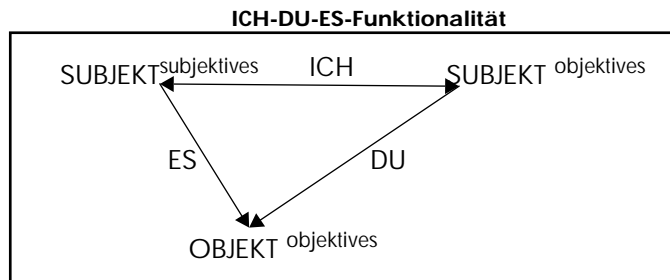 ICH-DU-ES-Funktionalität
SUBJEKT subjektives ICH SUBJEKT objektives
ES DU
OBJEKT objektives